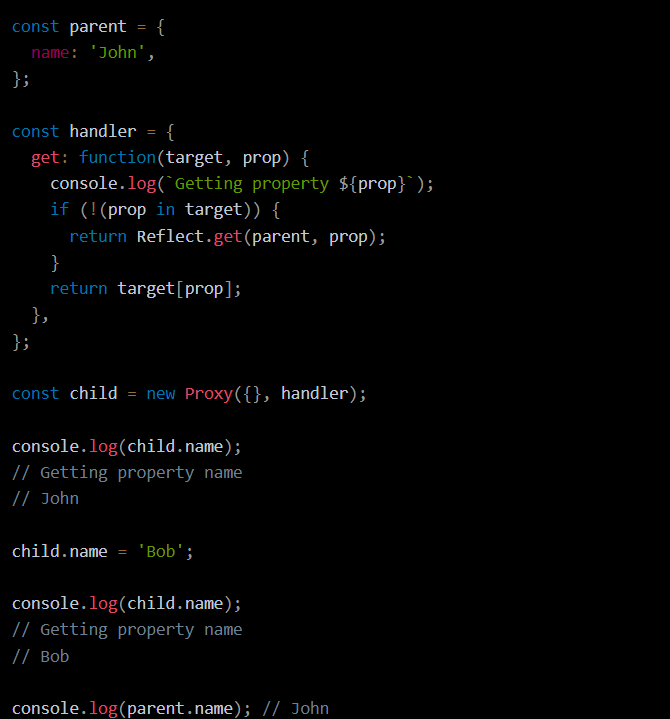 const parent = {
  name: 'John',
};

const handler = {
  get: function(target, prop) {
    console.log(`Getting property ${prop}`);
    if (!(prop in target)) {
      return Reflect.get(parent, prop);
    }
    return target[prop];
  },
};

const child = new Proxy({}, handler);

console.log(child.name);
// Getting property name
// John

child.name = 'Bob';

console.log(child.name);
// Getting property name
// Bob

console.log(parent.name); // John